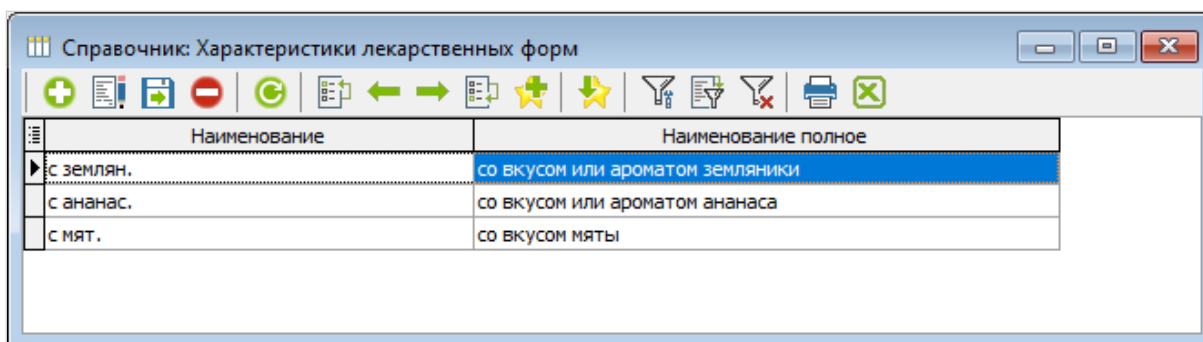 Справочник: Характеристики лекарственных форм
Наименование Наименование полное
с землян. со вкусом или ароматом земляники
с ананас. со вкусом или ароматом ананаса
с мят. со вкусом мяты